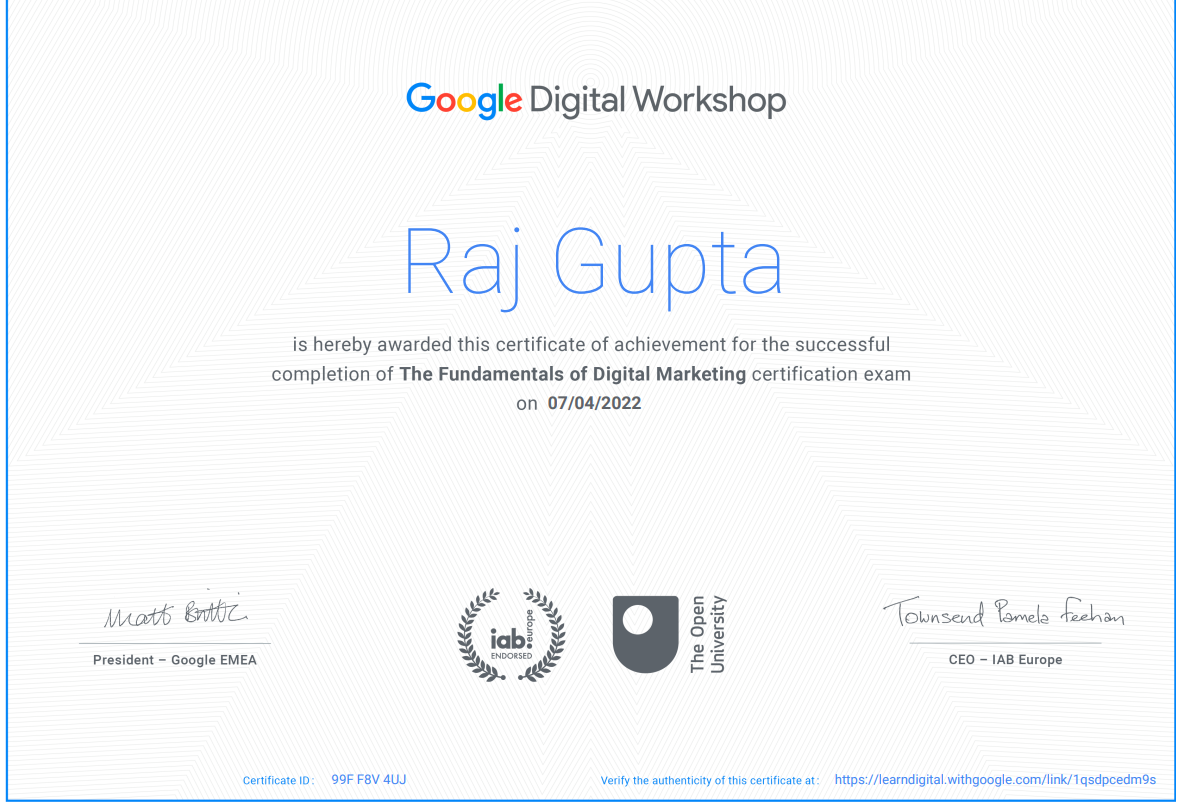 Google Digital Workshop
Raj Gupta
is hereby awarded this certificate of achievement for the successful
completion of The Fundamentals of Digital Marketing certification exam
on 07/04/2022
Matt
President – Google EMEA
iab: europe
ENDORSED
The Open
University
Townsend Pamela Feehan
CEO – IAB Europe
Certificate ID : 99F F8V 4UJ
Verify the authenticity of this certificate at : https://learndigital.withgoogle.com/link/1qsdpcedm9s